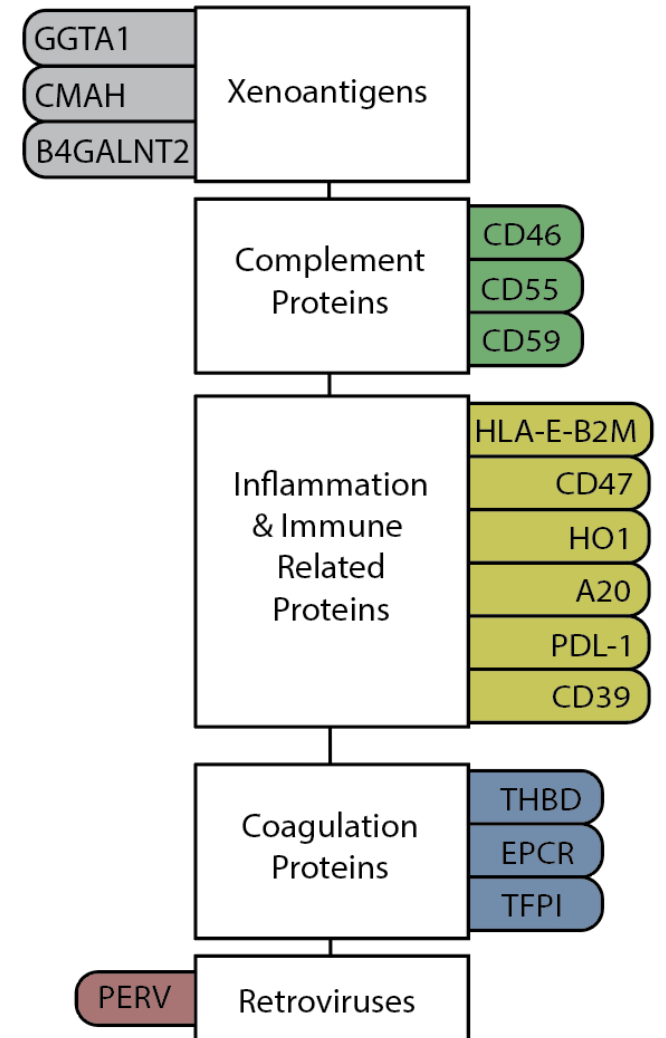 GGTA1
CMAH
B4GALNT2
Xenoantigens
Complement
Proteins
CD46
CD55
CD59
Inflammation
& Immune
Related
Proteins
HLA-E-B2M
CD47
HO1
A20
PDL-1
CD39
Coagulation
Proteins
THBD
EPCR
TFPI
PERV
Retroviruses